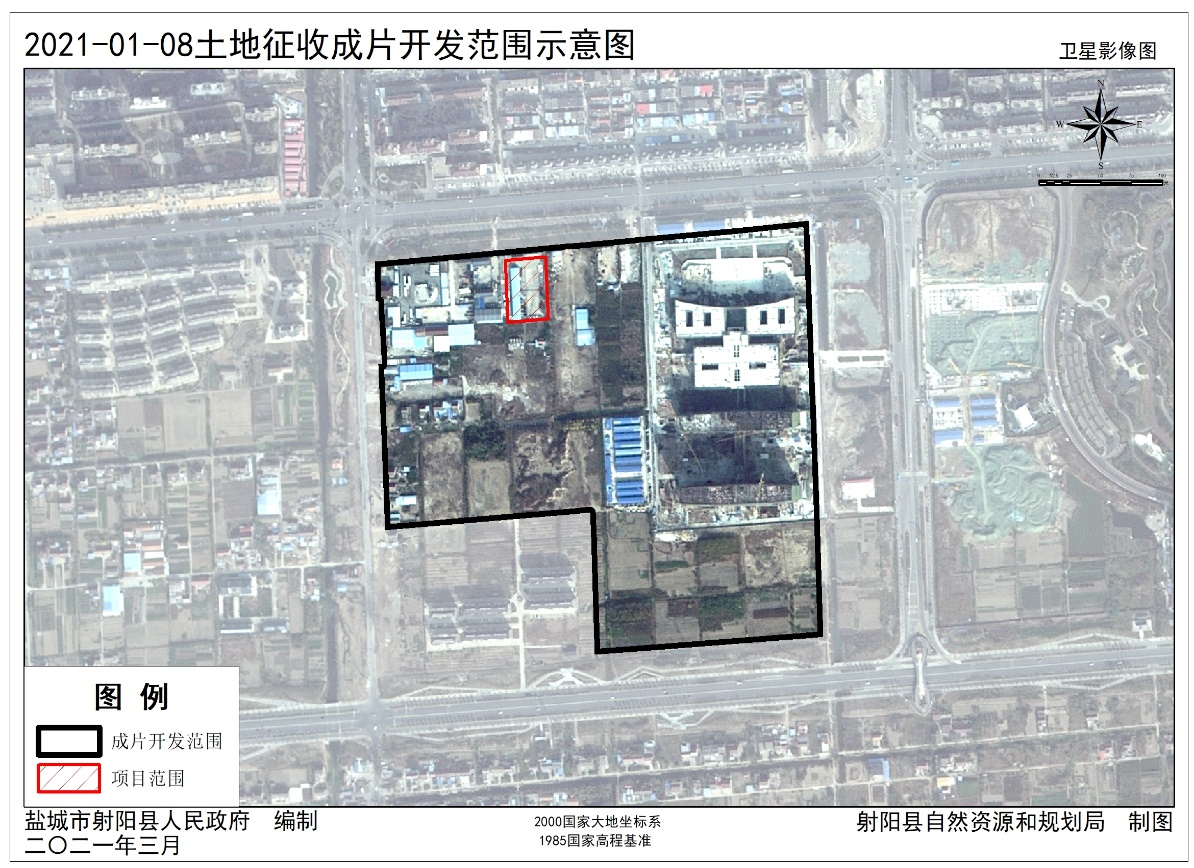 2021-01-08土地征收成片开发范围示意图
卫星影像图
N
W
E
S
图 例
成片开发范围
项目范围
盐城市射阳县人民政府 编制
二〇二一年三月
2000国家大地坐标系
1985国家高程基准
射阳县自然资源和规划局 制图